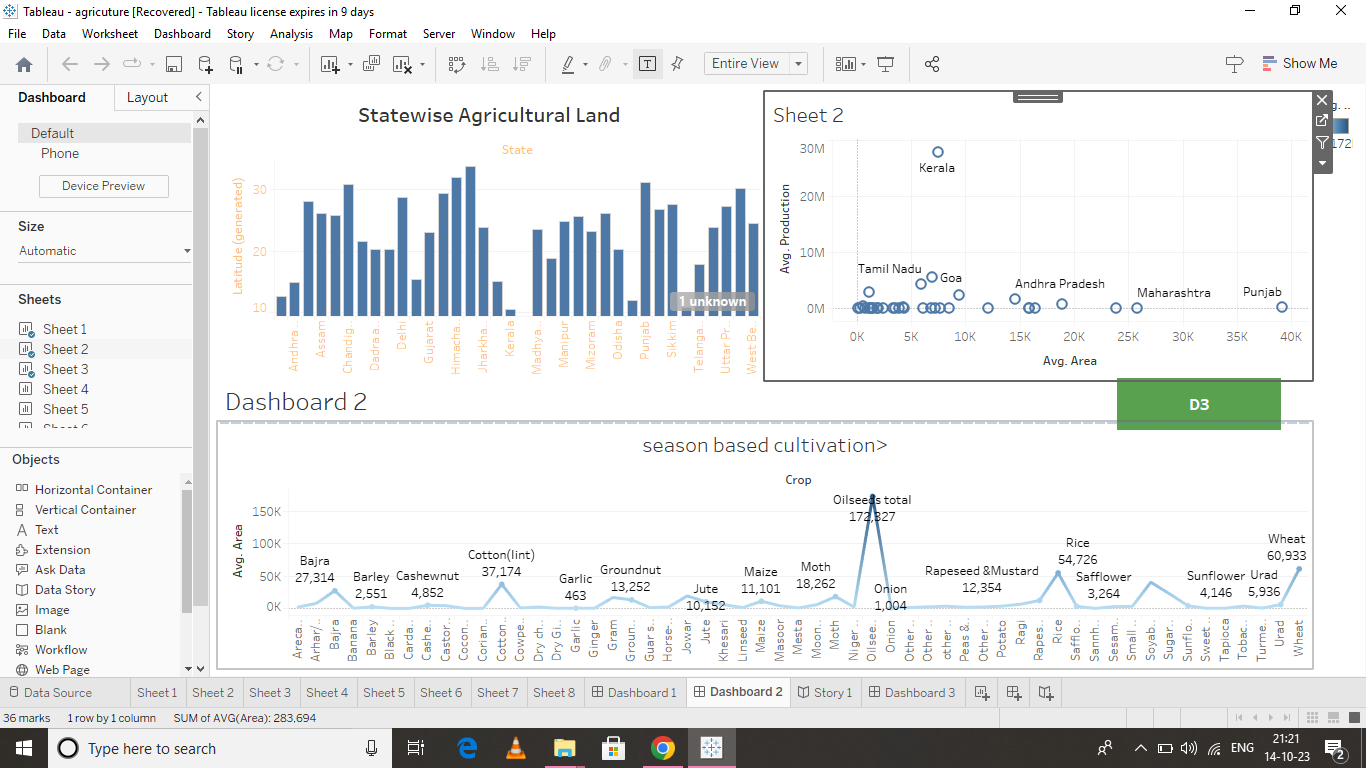 Tableau - agricuture [Recovered] - Tableau license expires in 9 days
File Data Worksheet Dashboard Story Analysis Map Format Server Window Help
Entire View
Show Me
Dashboard Layout
Default
Phone
Device Preview
Size
Automatic
Sheets
Sheet 1
Sheet 2
Sheet 3
Sheet 4
Sheet 5
Objects
Horizontal Container
Vertical Container
Text
Extension
Ask Data
Data Story
Image
Blank
Workflow
Web Page
Statewise Agricultural Land
State
Latitude (generated)
30
20
10
1 unknown
Andhra ..
Assam
Chandig..
Dadra a..
Delhi
Gujarat
Himacha..
Jharkha..
Kerala
Madhya..
Manipur
Mizoram
Odisha
Punjab
Sikkim
Telanga..
Uttar Pr..
West Be..
Sheet 2
Avg. Production
30M
20M
10M
0M
Kerala
Tamil Nadu
Goa
Andhra Pradesh
Maharashtra
Punjab
0K 5K 10K 15K 20K 25K 30K 35K 40K
Avg. Area
g. ..
172
Dashboard 2
D3
season based cultivation>
Crop
Avg. Area
150K
100K
50K
0K
Bajra
27,314
Barley
2,551
Cashewnut
4,852
Cotton(lint)
37,174
Garlic
463
Groundnut
13,252
Jute
10,152
Maize
11,101
Moth
18,262
Oilseeds total
172,327
Onion
1,004
Rapeseed &Mustard
12,354
Rice
54,726
Safflower
3,264
Sunflower
4,146
Urad
5,936
Wheat
60,933
Areca..
Arhar/..
Bajra
Banana
Barley
Black ..
Carda..
Cashe..
Castor..
Cocon..
Corian..
Cotton..
Cowpe..
Dry ch..
Dry Gi..
Garlic
Ginger
Gram
Groun..
Guar s..
Horse-..
Jowar
Jute
Khesari
Linseed
Maize
Masoor
Mesta
Moon..
Moth
Niger ..
Oilsee..
Onion
Other ..
Other ..
other ..
Peas & ..
Other ..
Potato
Ragi
Rapes..
Rice
Safflo..
Sannh..
Sesam..
Small ..
Soyab..
Sugar..
Sunflo..
Sweet ..
Tapioca
Tobac..
Turme..
Urad
Wheat
Data Source Sheet 1 Sheet 2 Sheet 3 Sheet 4 Sheet 5 Sheet 6 Sheet 7 Sheet 8 Dashboard 1 Dashboard 2 Story 1 Dashboard 3
36 marks 1 row by 1 column SUM of AVG(Area): 283,694
Type here to search
ENG
21:21
14-10-23
2